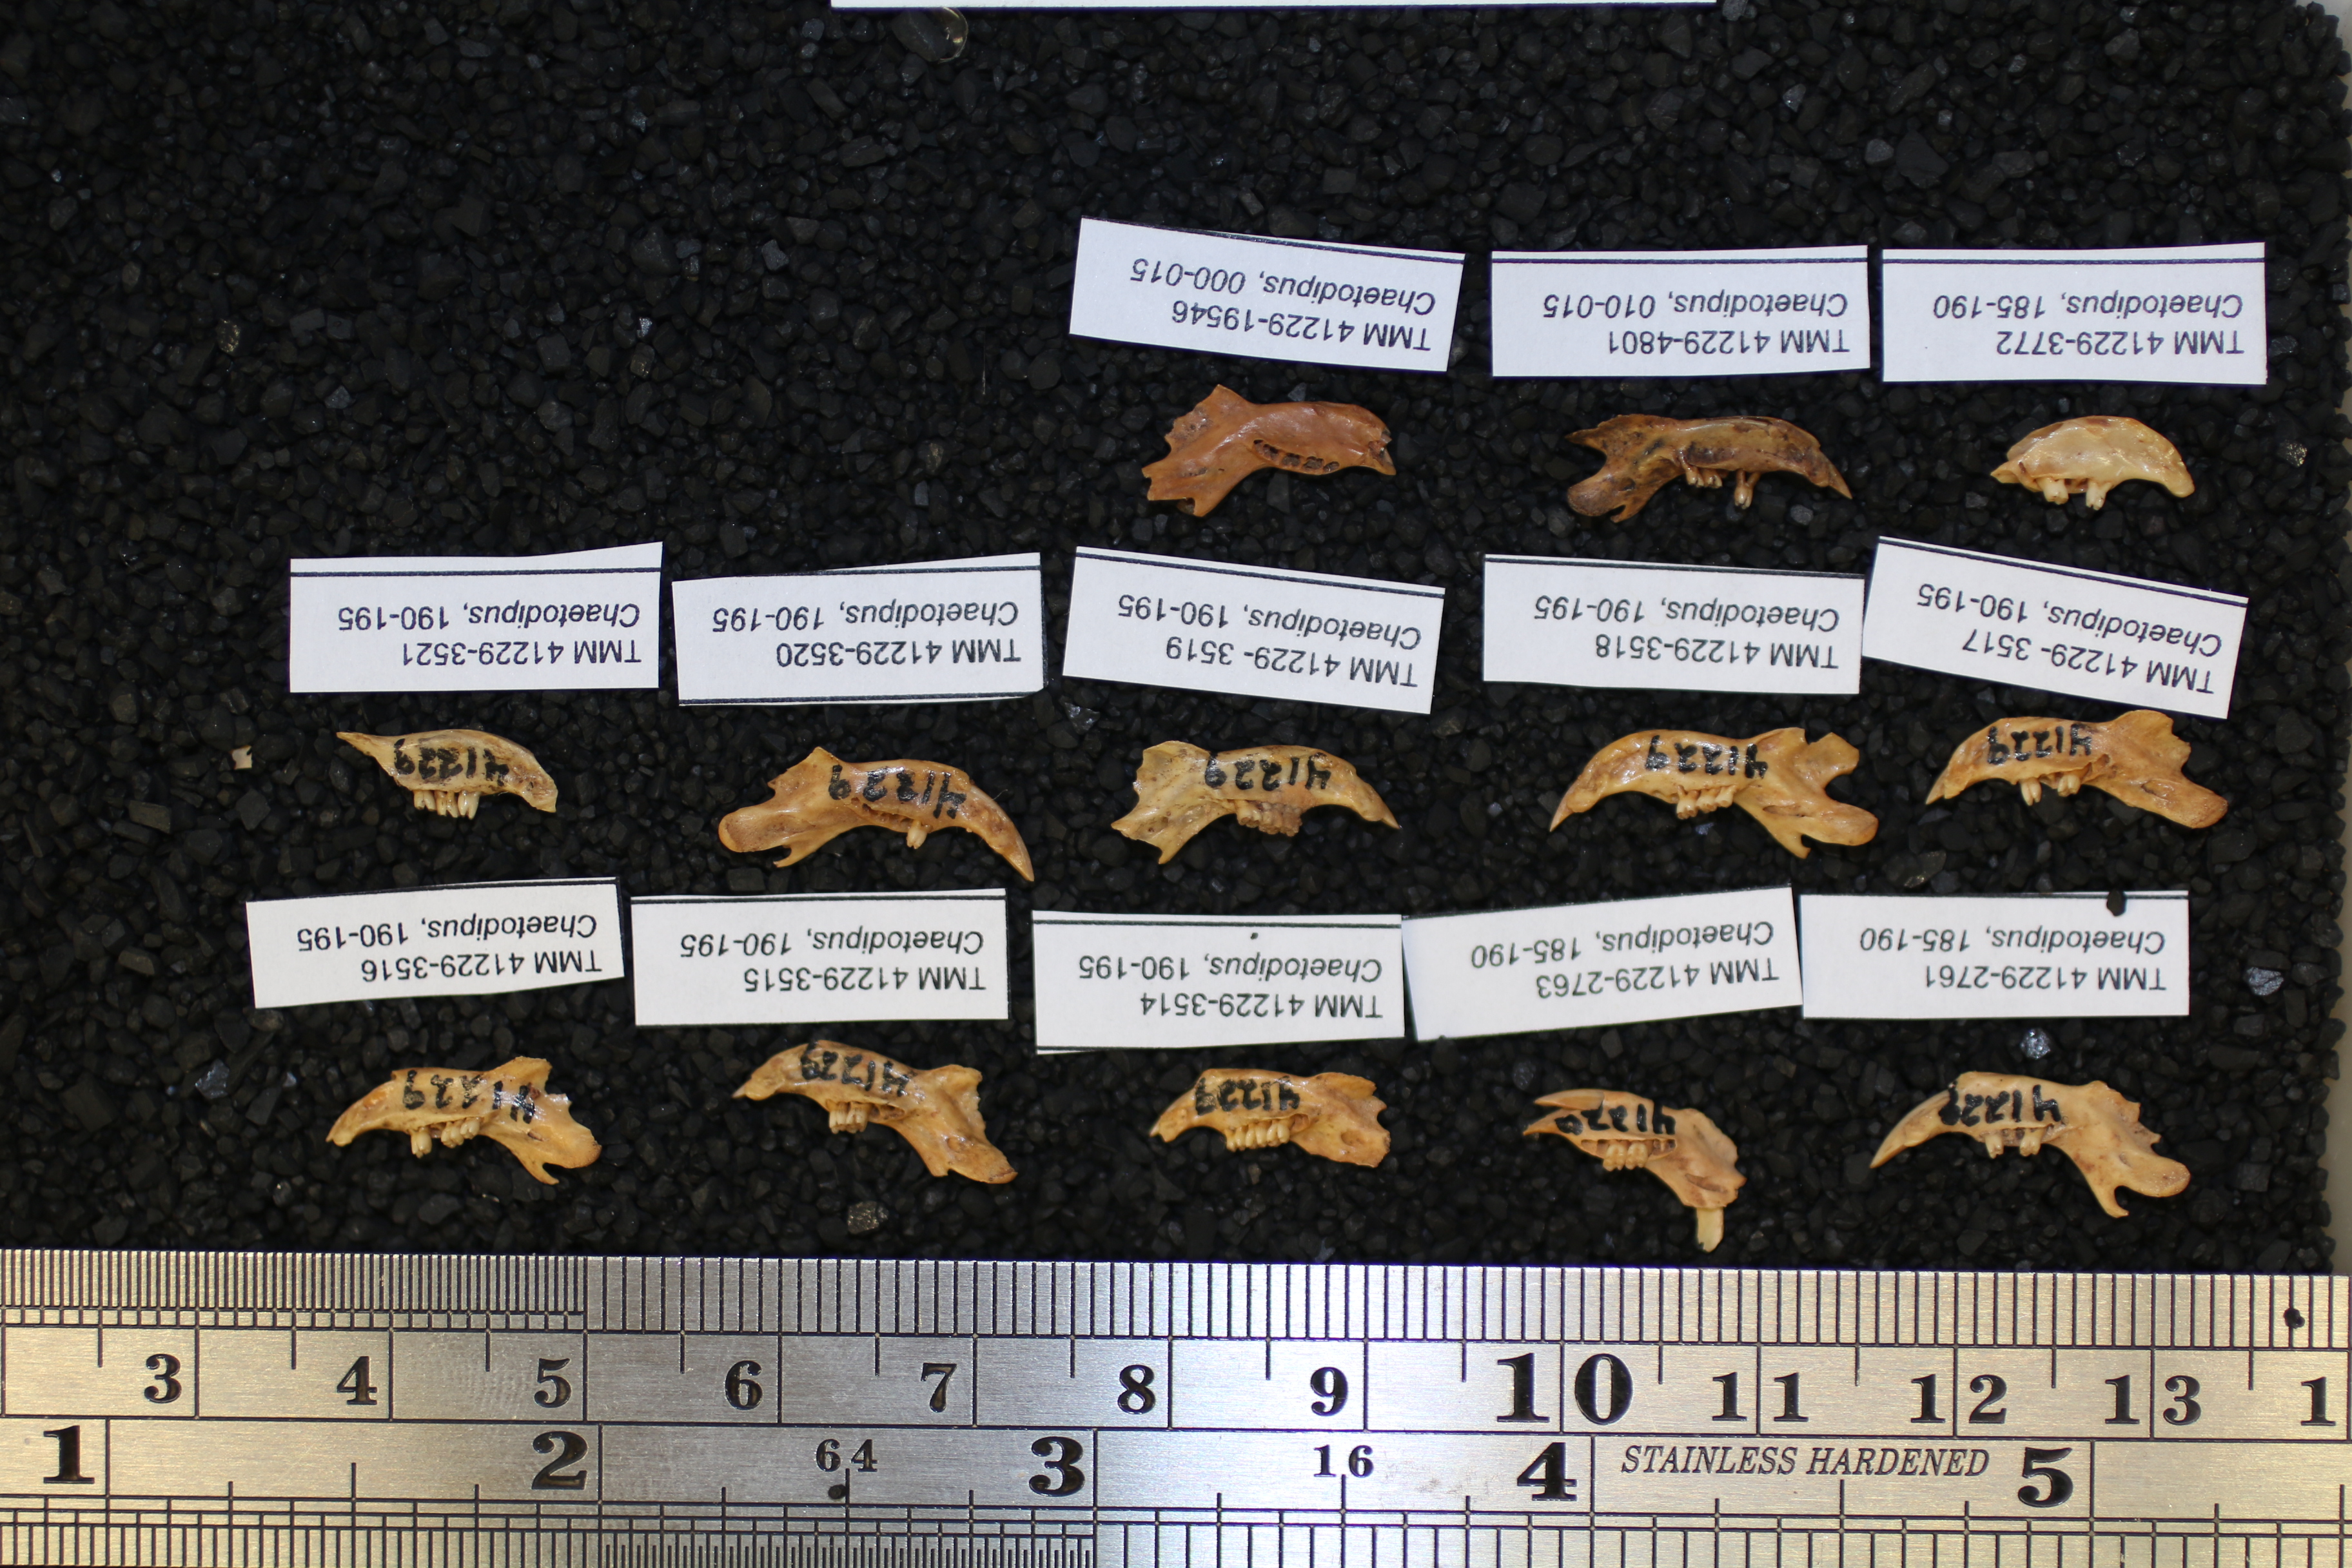 TMM 41229-19546
Chaetodipus, 000-015
TMM 41229-4801
Chaetodipus, 010-015
TMM 41229-3772
Chaetodipus, 185-190
TMM 41229-3521
Chaetodipus, 190-195
TMM 41229-3520
Chaetodipus, 190-195
TMM 41229- 3519
Chaetodipus, 190-195
TMM 41229-3518
Chaetodipus, 190-195
TMM 41229- 3517
Chaetodipus, 190-195
41229
41229
41229
41229
41229
TMM 41229-3516
Chaetodipus, 190-195
TMM 41229-3515
Chaetodipus, 190-195
TMM 41229-3514
Chaetodipus, 190-195
TMM 41229-2763
Chaetodipus, 185-190
TMM 41229-2761
Chaetodipus, 185-190
41229
41229
41229
41229
41229
3 4 5 6 7 8 9 10 11 12 13 1
1 2 64 3 16 4 STAINLESS HARDENED 5